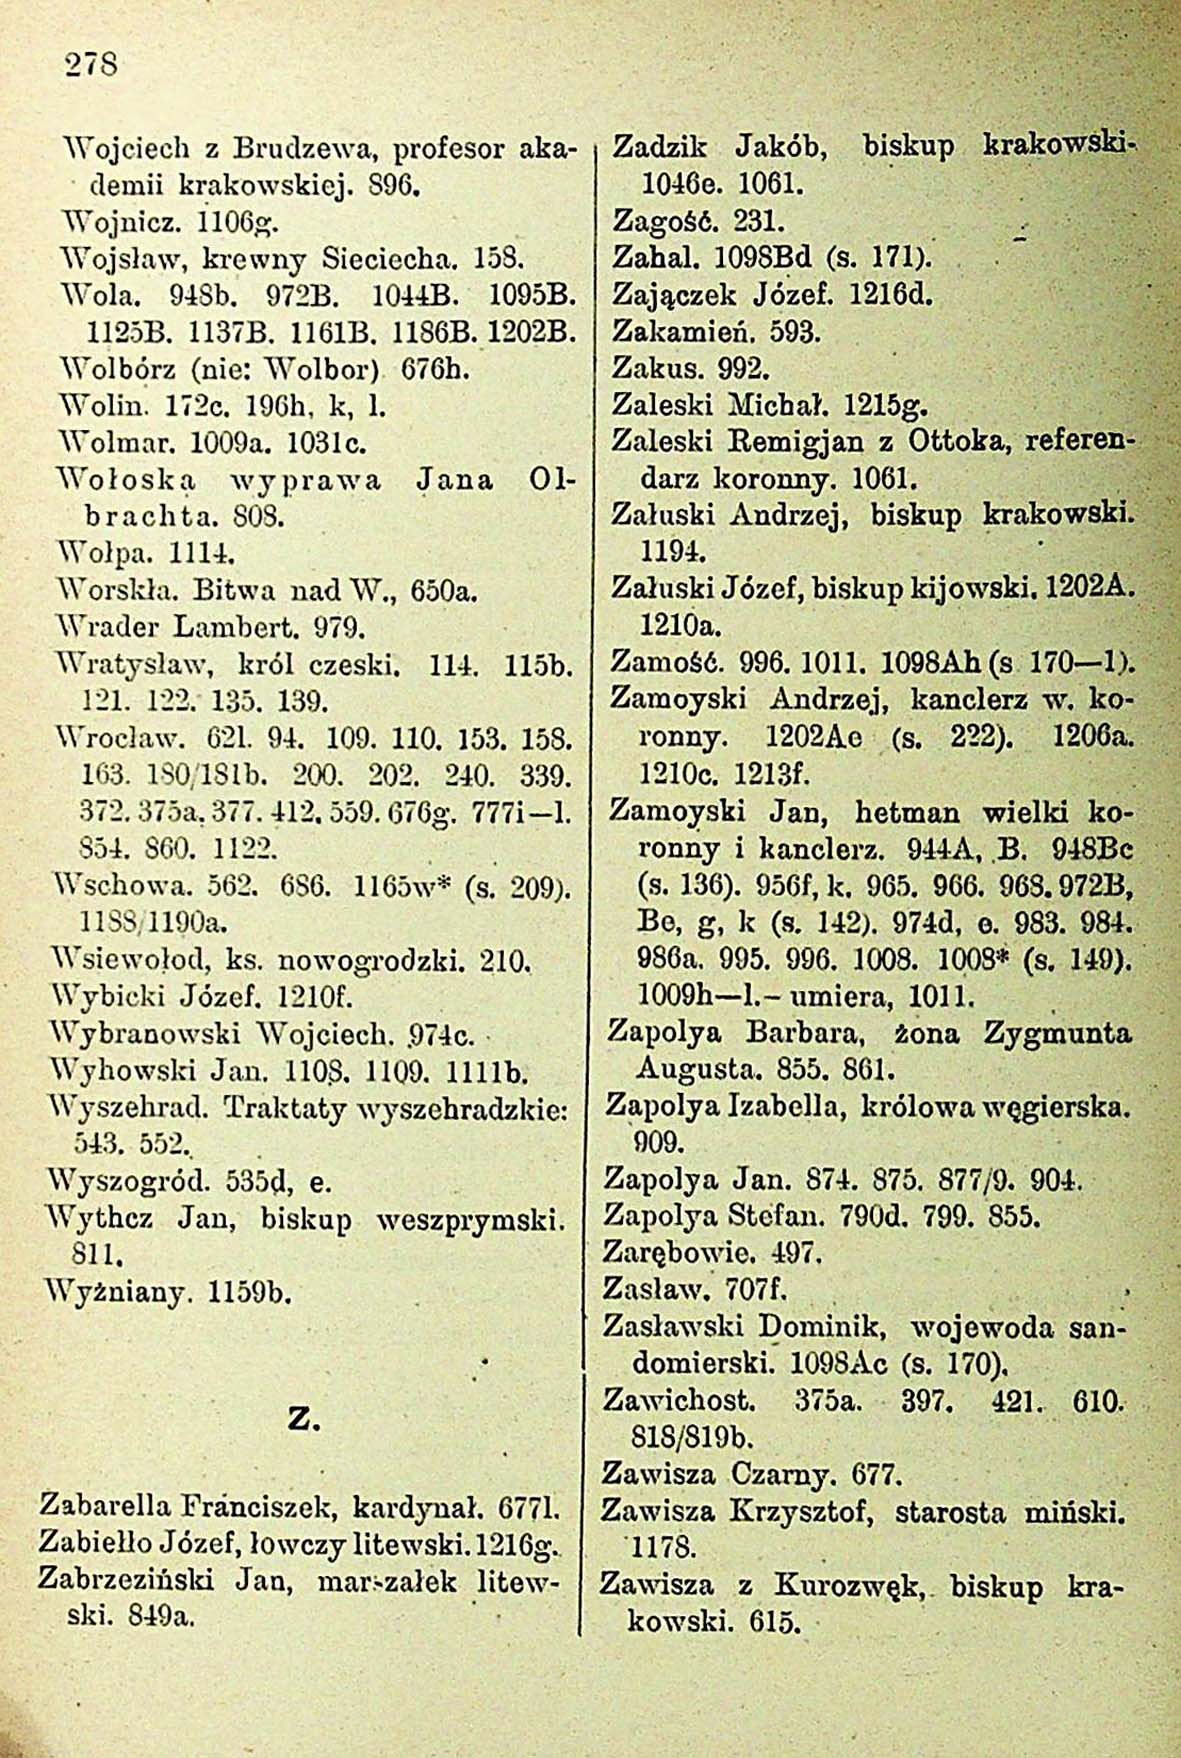 278
Wojciech z Brudzewa, profesor aka-
demii krakowskiej. 896.
Wojnicz. 1106g.
Wojsław, krewny Sieciecha. 158.
Wola. 948b. 972B. 1044B. 1095B.
1125B. 1137B. 1161B. 1186B. 1202B.
Wolbórz (nie: Wolbor) 676h.
Wolin. 172c. 196h, k, l.
Wolmar. 1009a. 1031c.
Wołoska wyprawa Jana Ol-
brachta. 808.
Wołpa. 1114.
Worskła. Bitwa nad W., 650a.
Wrader Lambert. 979.
Wratysław, król czeski. 114. 115b.
121. 122. 135. 139.
Wrocław. 621. 94. 109. 110. 153. 158.
163. 180/181b. 200. 202. 240. 339.
372. 375a. 377. 412. 559. 676g. 777i—l.
854. 860. 1122.
Wschowa. 562. 686. 1165w* (s. 209).
1188/1190a.
Wsiewołod, ks. nowogrodzki. 210.
Wybicki Józef. 1210f.
Wybranowski Wojciech. 974c.
Wyhowski Jan. 1108. 1109. 1111b.
Wyszehrad. Traktaty wyszehradzkie:
543. 552.
Wyszogród. 535d, e.
Wythcz Jan, biskup weszprymski.
811.
Wyżniany. 1159b.
Z.
Zabarella Franciszek, kardynał. 677l.
Zabiełło Józef, łowczy litewski. 1216g.
Zabrzeziński Jan, marszałek litew-
ski. 849a.
Zadzik Jakób, biskup krakowski.
1046e. 1061.
Zagość. 231.
Zahal. 1098Bd (s. 171).
Zajączek Józef. 1216d.
Zakamień. 593.
Zakus. 992.
Zaleski Michał. 1215g.
Zaleski Remigjan z Ottoka, referen-
darz koronny. 1061.
Załuski Andrzej, biskup krakowski.
1194.
Załuski Józef, biskup kijowski. 1202A.
1210a.
Zamość. 996. 1011. 1098Ah (s 170—1).
Zamoyski Andrzej, kanclerz w. ko-
ronny. 1202Ae (s. 222). 1206a.
1210c. 1213f.
Zamoyski Jan, hetman wielki ko-
ronny i kanclerz. 944A, B. 948Bc
(s. 136). 956f, k. 965. 966. 968. 972B,
Be, g, k (s. 142). 974d, e. 983. 984.
986a. 995. 996. 1008. 1008* (s. 149).
1009h—l.— umiera, 1011.
Zapolya Barbara, żona Zygmunta
Augusta. 855. 861.
Zapolya Izabella, królowa węgierska.
909.
Zapolya Jan. 874. 875. 877/9. 904.
Zapolya Stefan. 790d. 799. 855.
Zarębowie. 497.
Zasław. 707f.
Zasławski Dominik, wojewoda san-
domierski. 1098Ac (s. 170).
Zawichost. 375a. 397. 421. 610.
818/819b.
Zawisza Czarny. 677.
Zawisza Krzysztof, starosta miński.
1178.
Zawisza z Kurozwęk, biskup kra-
kowski. 615.